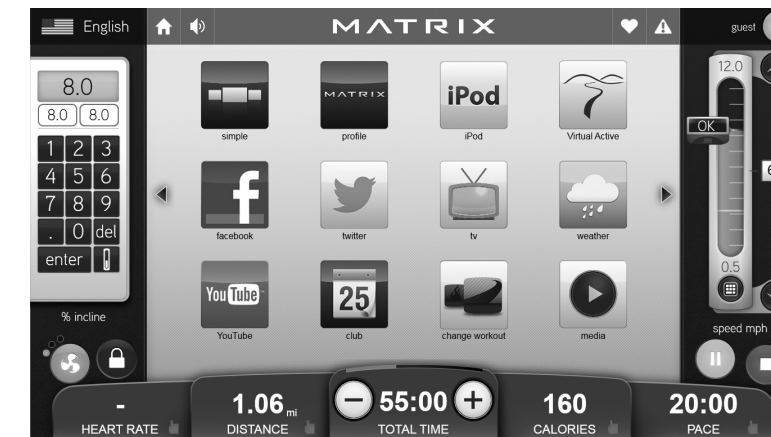 English
MATRIX
guest
8.0
8.0 8.0
1 2 3
4 5 6
7 8 9
. 0 del
enter
% incline
MATRIX
iPod
simple
profile
iPod
Virtual Active
f
facebook
twitter
tv
weather
You Tube
25
YouTube
club
change workout
media
12.0
OK
0.5
speed mph
-
HEART RATE
1.06 mi
DISTANCE
55:00
TOTAL TIME
160
CALORIES
20:00
PACE